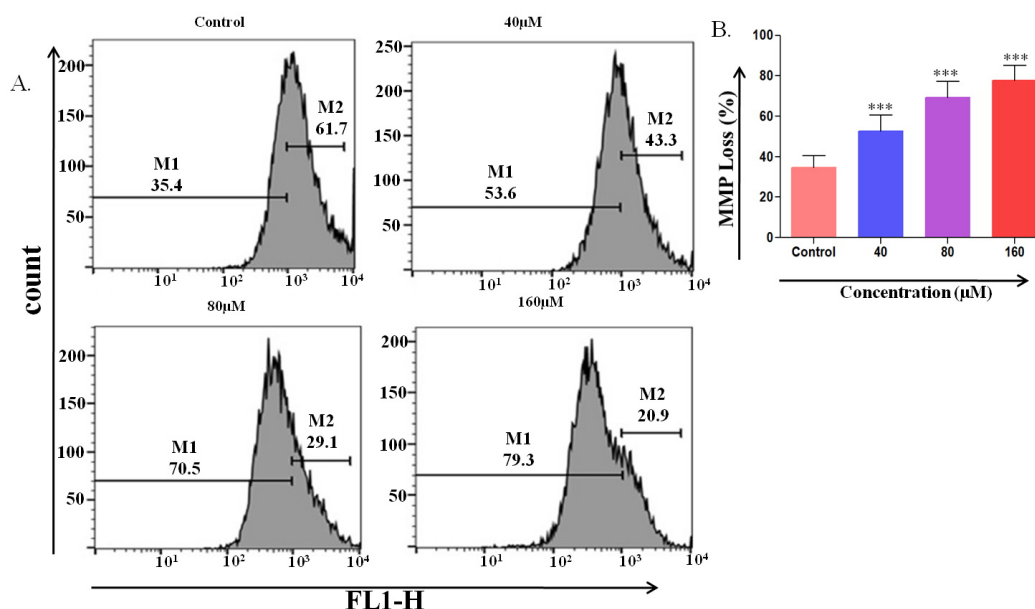 A.
count
Control
200
150
100
50
M1
35.4
M2
61.7
10¹ 10² 10³ 10⁴
40μM
250
200
150
100
50
M1
53.6
M2
43.3
10¹ 10² 10³ 10⁴
80μM
200
150
100
50
M1
70.5
M2
29.1
10¹ 10² 10³ 10⁴
160μM
200
150
100
50
M1
79.3
M2
20.9
10¹ 10² 10³ 10⁴
FL1-H
B.
MMP Loss (%)
100
80
60
40
20
0
***
***
***
Control 40 80 160
Concentration (μM)